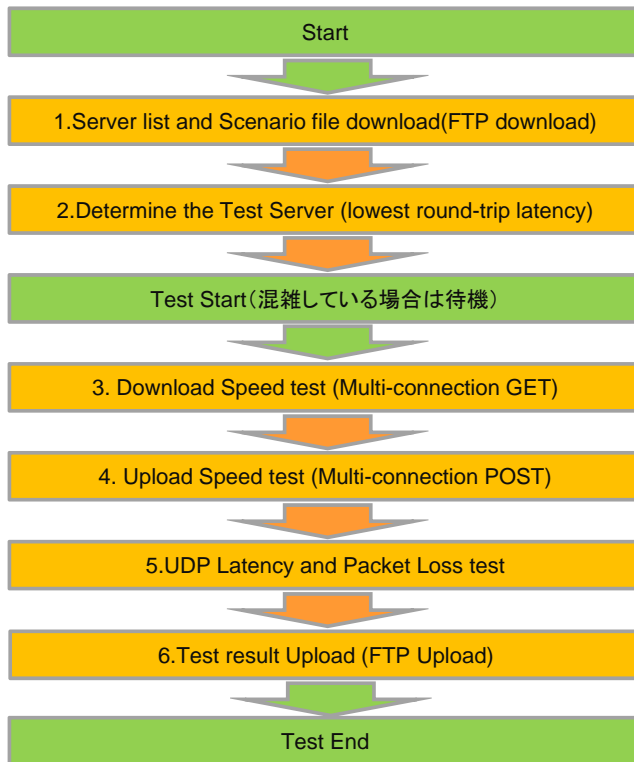 Start
1.Server list and Scenario file download(FTP download)
2.Determine the Test Server (lowest round-trip latency)
Test Start（混雑している場合は待機）
3. Download Speed test (Multi-connection GET)
4. Upload Speed test (Multi-connection POST)
5.UDP Latency and Packet Loss test
6.Test result Upload (FTP Upload)
Test End